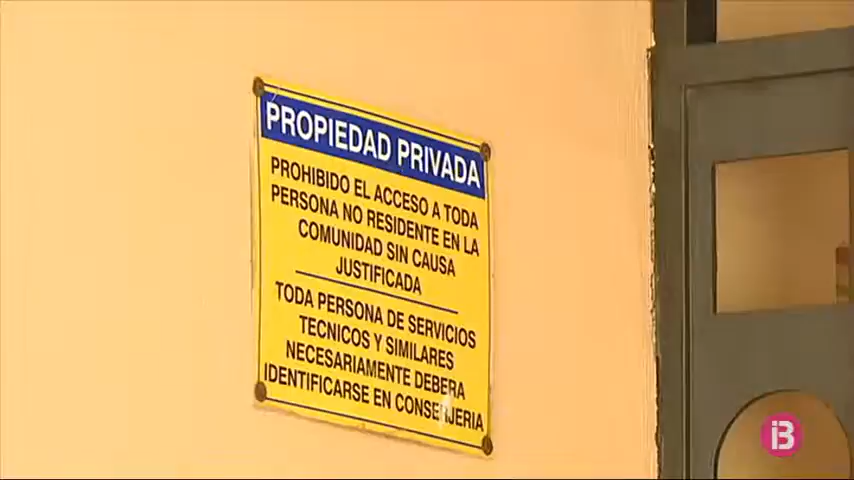 PROPIEDAD PRIVADA
PROHIBIDO EL ACCESO A TODA
PERSONA NO RESIDENTE EN LA
COMUNIDAD SIN CAUSA
JUSTIFICADA
TODA PERSONA DE SERVICIOS
TECNICOS Y SIMILARES
NECESARIAMENTE DEBERA
IDENTIFICARSE EN CONSERJERIA
IB